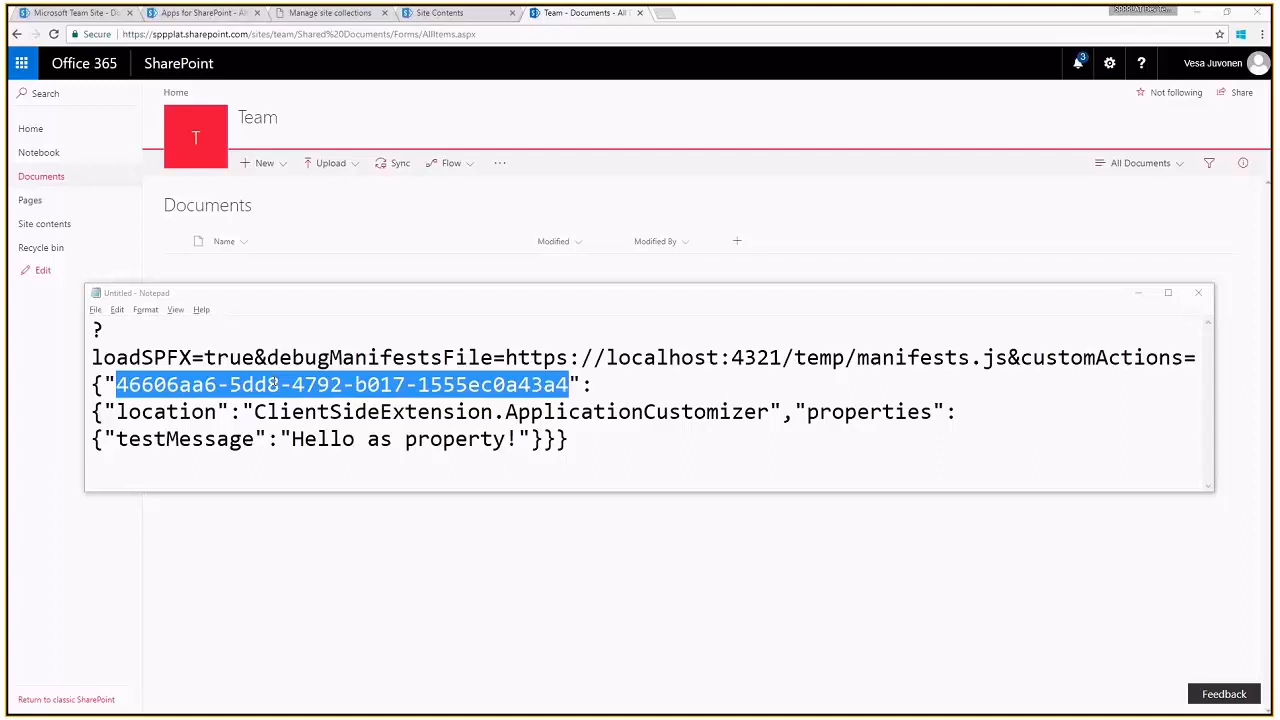 Microsoft Team Site - Do
Apps for SharePoint - All
Manage site collections
Site Contents
Team - Documents - All
Secure
https://sppplat.sharepoint.com/sites/team/Shared%20Documents/Forms/AllItems.aspx
Office 365
SharePoint
3
?
Vesa Juvonen
Search
Home
Not following
Share
T
Team
Home
Notebook
Documents
Pages
Site contents
Recycle bin
Edit
New
Upload
Sync
Flow
...
All Documents
Documents
Name
Modified
Modified By
Untitled - Notepad
File Edit Format View Help
?
loadSPFX=true&debugManifestsFile=https://localhost:4321/temp/manifests.js&customActions=
{"46606aa6-5dd8-4792-b017-1555ec0a43a4":
{"location":"ClientSideExtension.ApplicationCustomizer","properties":
{"testMessage":"Hello as property!"}}}
Return to classic SharePoint
Feedback